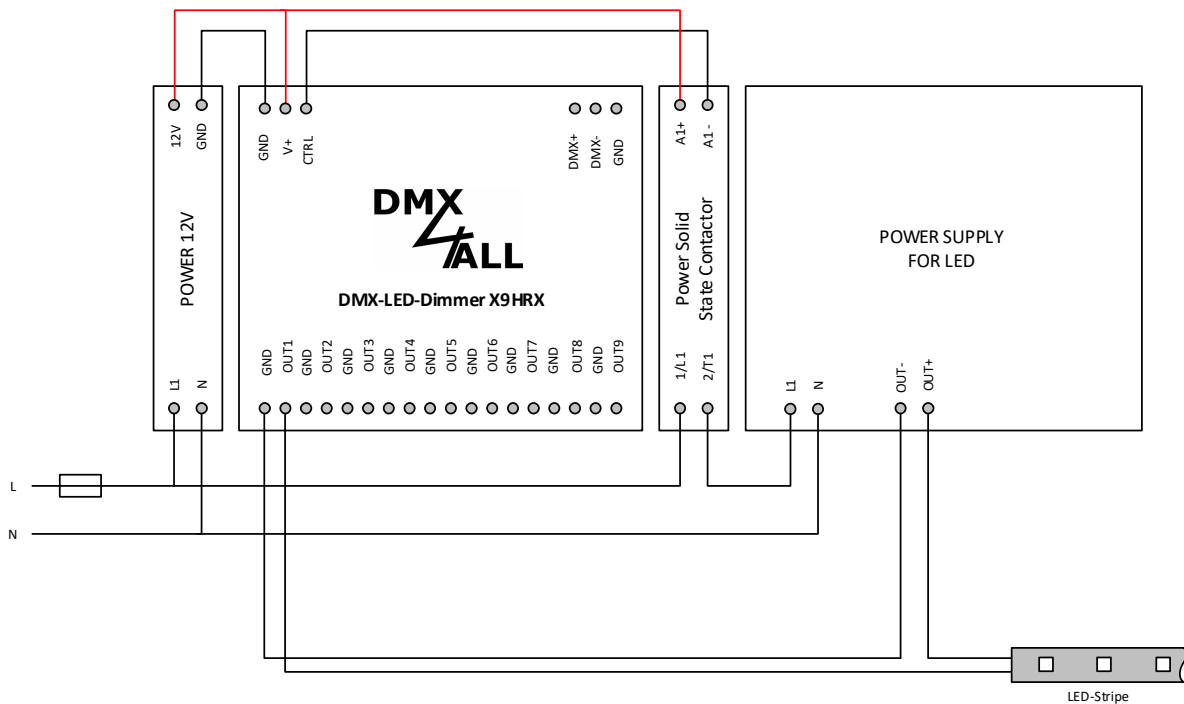 12V
GND
GND
V+
CTRL
DMX+
DMX-
GND
A1+
A1-
POWER 12V
DMX
4
ALL
DMX-LED-Dimmer X9HRX
Power Solid
State Contactor
POWER SUPPLY
FOR LED
L1
N
GND
OUT1
GND
OUT2
GND
OUT3
GND
OUT4
GND
OUT5
GND
OUT6
GND
OUT7
GND
OUT8
GND
OUT9
1/L1
2/T1
L1
N
OUT-
OUT+
L
N
LED-Stripe